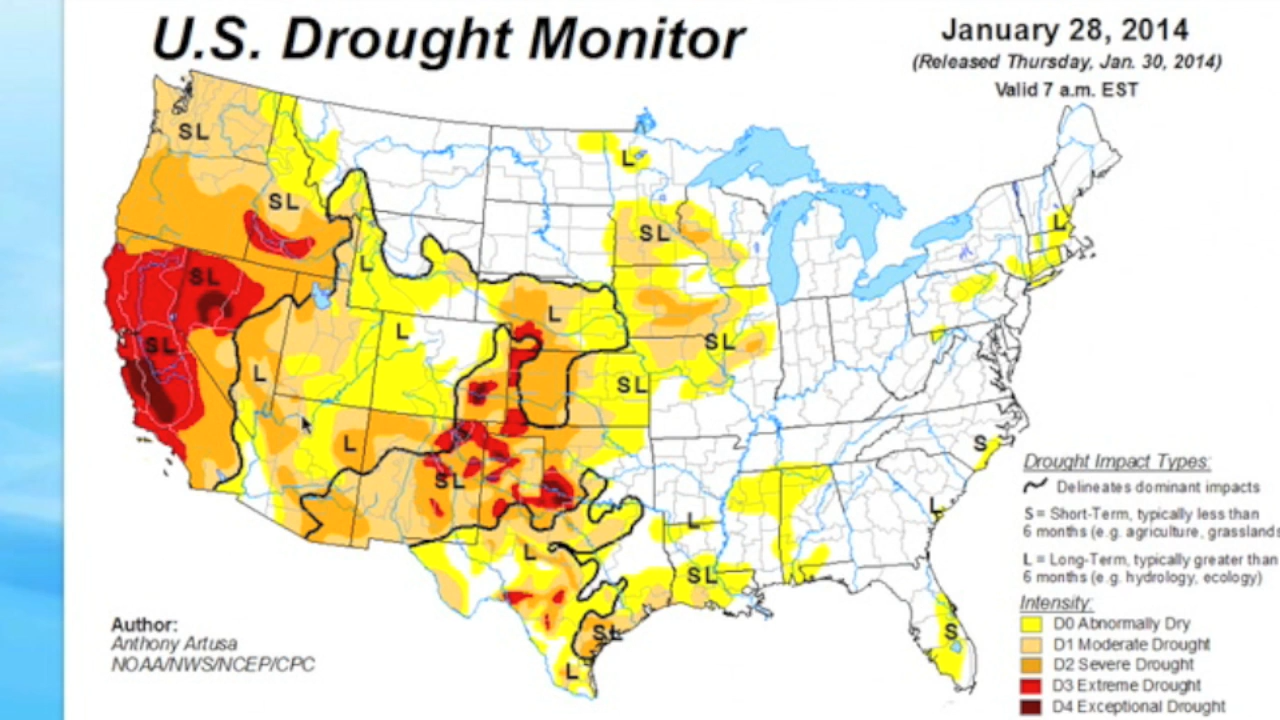 U.S. Drought Monitor
January 28, 2014
(Released Thursday, Jan. 30, 2014)
Valid 7 a.m. EST
SL
L
SL
SL
L
L
SL
L
L
SL
SL
L
SL
L
L
SL
S
L
L
SL
L
SL
SL
S
L
Drought Impact Types:
Delineates dominant impacts
S = Short-Term, typically less than
6 months (e.g. agriculture, grasslands
L = Long-Term, typically greater than
6 months (e.g. hydrology, ecology)
Intensity:
D0 Abnormally Dry
D1 Moderate Drought
D2 Severe Drought
D3 Extreme Drought
D4 Exceptional Drought
Author:
Anthony Artusa
NOAA/NWS/NCEP/CPC